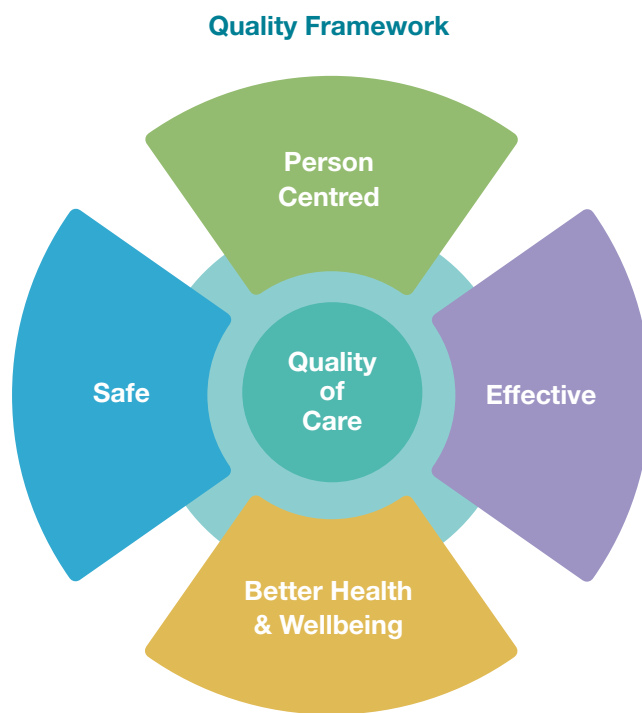 Quality Framework
Person
Centred
Safe
Quality
of
Care
Effective
Better Health
& Wellbeing